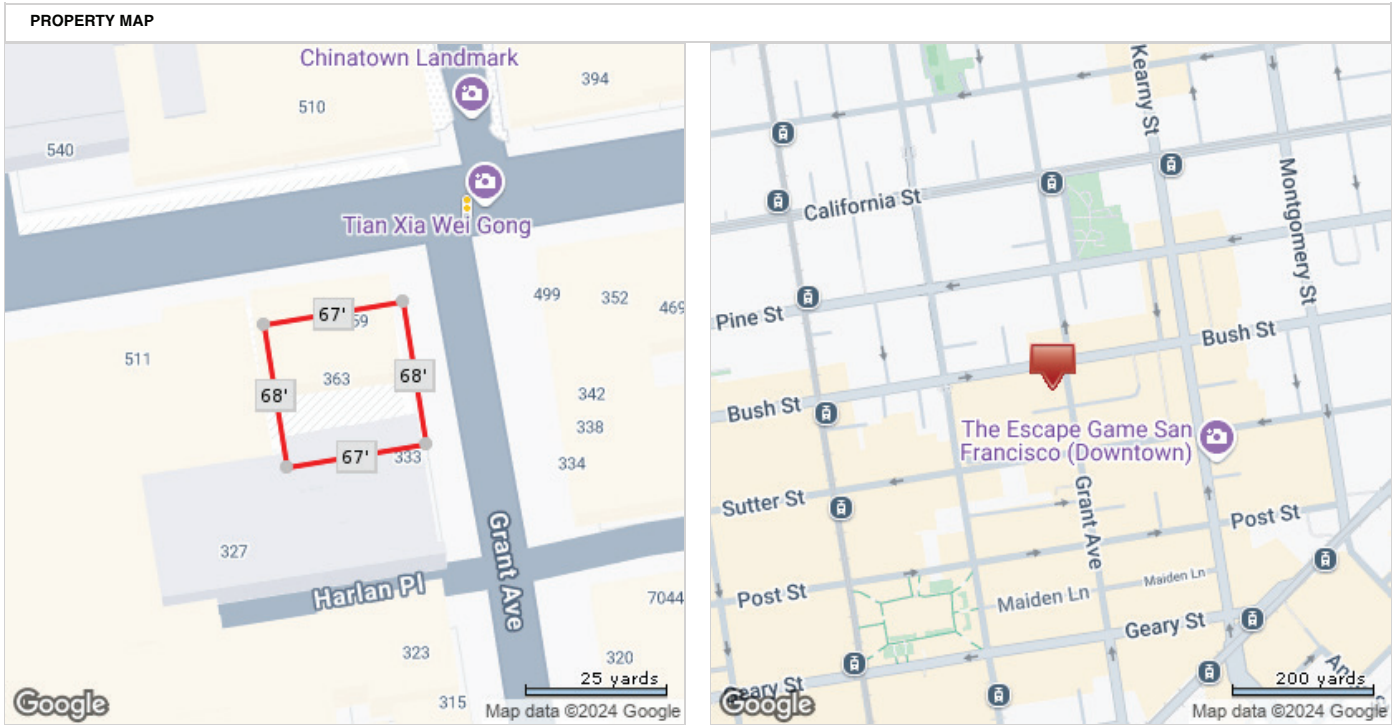 PROPERTY MAP
Chinatown Landmark
394
510
540
Tian Xia Wei Gong
499
352
469
67'
59
511
363
68'
68'
342
338
67'
333
334
327
Grant Ave
Harlan Pl
7044
323
320
315
25 yards
Google
Map data ©2024 Google
Kearny St
California St
Montgomery St
Pine St
Bush St
Bush St
The Escape Game San
Francisco (Downtown)
Sutter St
Grant Ave
Post St
Post St
Maiden Ln
Maiden Ln
Geary St
Geary St
200 yards
Google
Map data ©2024 Google